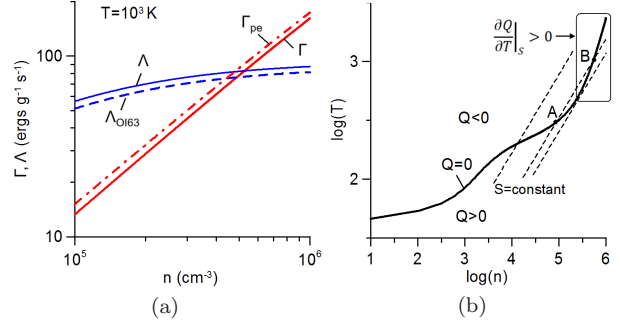 T=10³ K
Γpe
Γ
Λ
ΛOI63
100
10
Γ, Λ (ergs g⁻¹ s⁻¹)
10⁵
10⁶
n (cm⁻³)
(a)
∂Q/∂T|S > 0
B
A
Q<0
Q=0
Q>0
S=constant
3
2
log(T)
1 2 3 4 5 6
log(n)
(b)